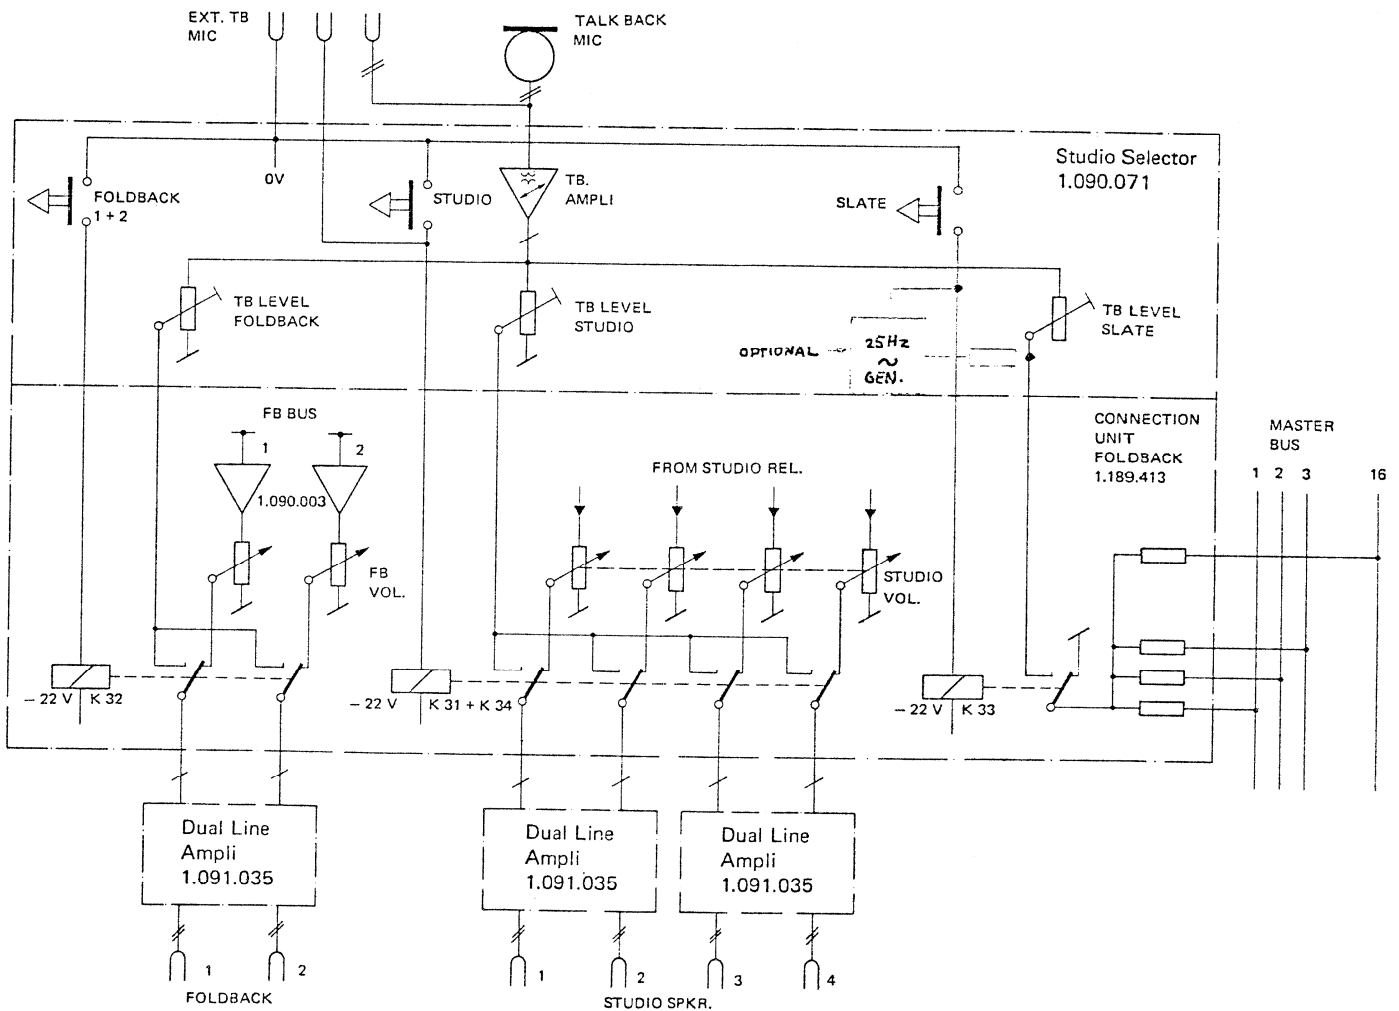 EXT. TB
MIC
TALK BACK
MIC
Studio Selector
1.090.071
0V
FOLDBACK
1 + 2
STUDIO
TB.
AMPLI
SLATE
TB LEVEL
FOLDBACK
TB LEVEL
STUDIO
TB LEVEL
SLATE
OPTIONAL
25Hz
~
GEN.
FB BUS
1
2
1.090.003
FROM STUDIO REL.
CONNECTION
UNIT
FOLDBACK
1.189.413
MASTER
BUS
1 2 3 16
FB
VOL.
STUDIO
VOL.
– 22 V K 32
– 22 V K 31 + K 34
– 22 V K 33
Dual Line
Ampli
1.091.035
Dual Line
Ampli
1.091.035
Dual Line
Ampli
1.091.035
1 2
FOLDBACK
1 2 3 4
STUDIO SPKR.